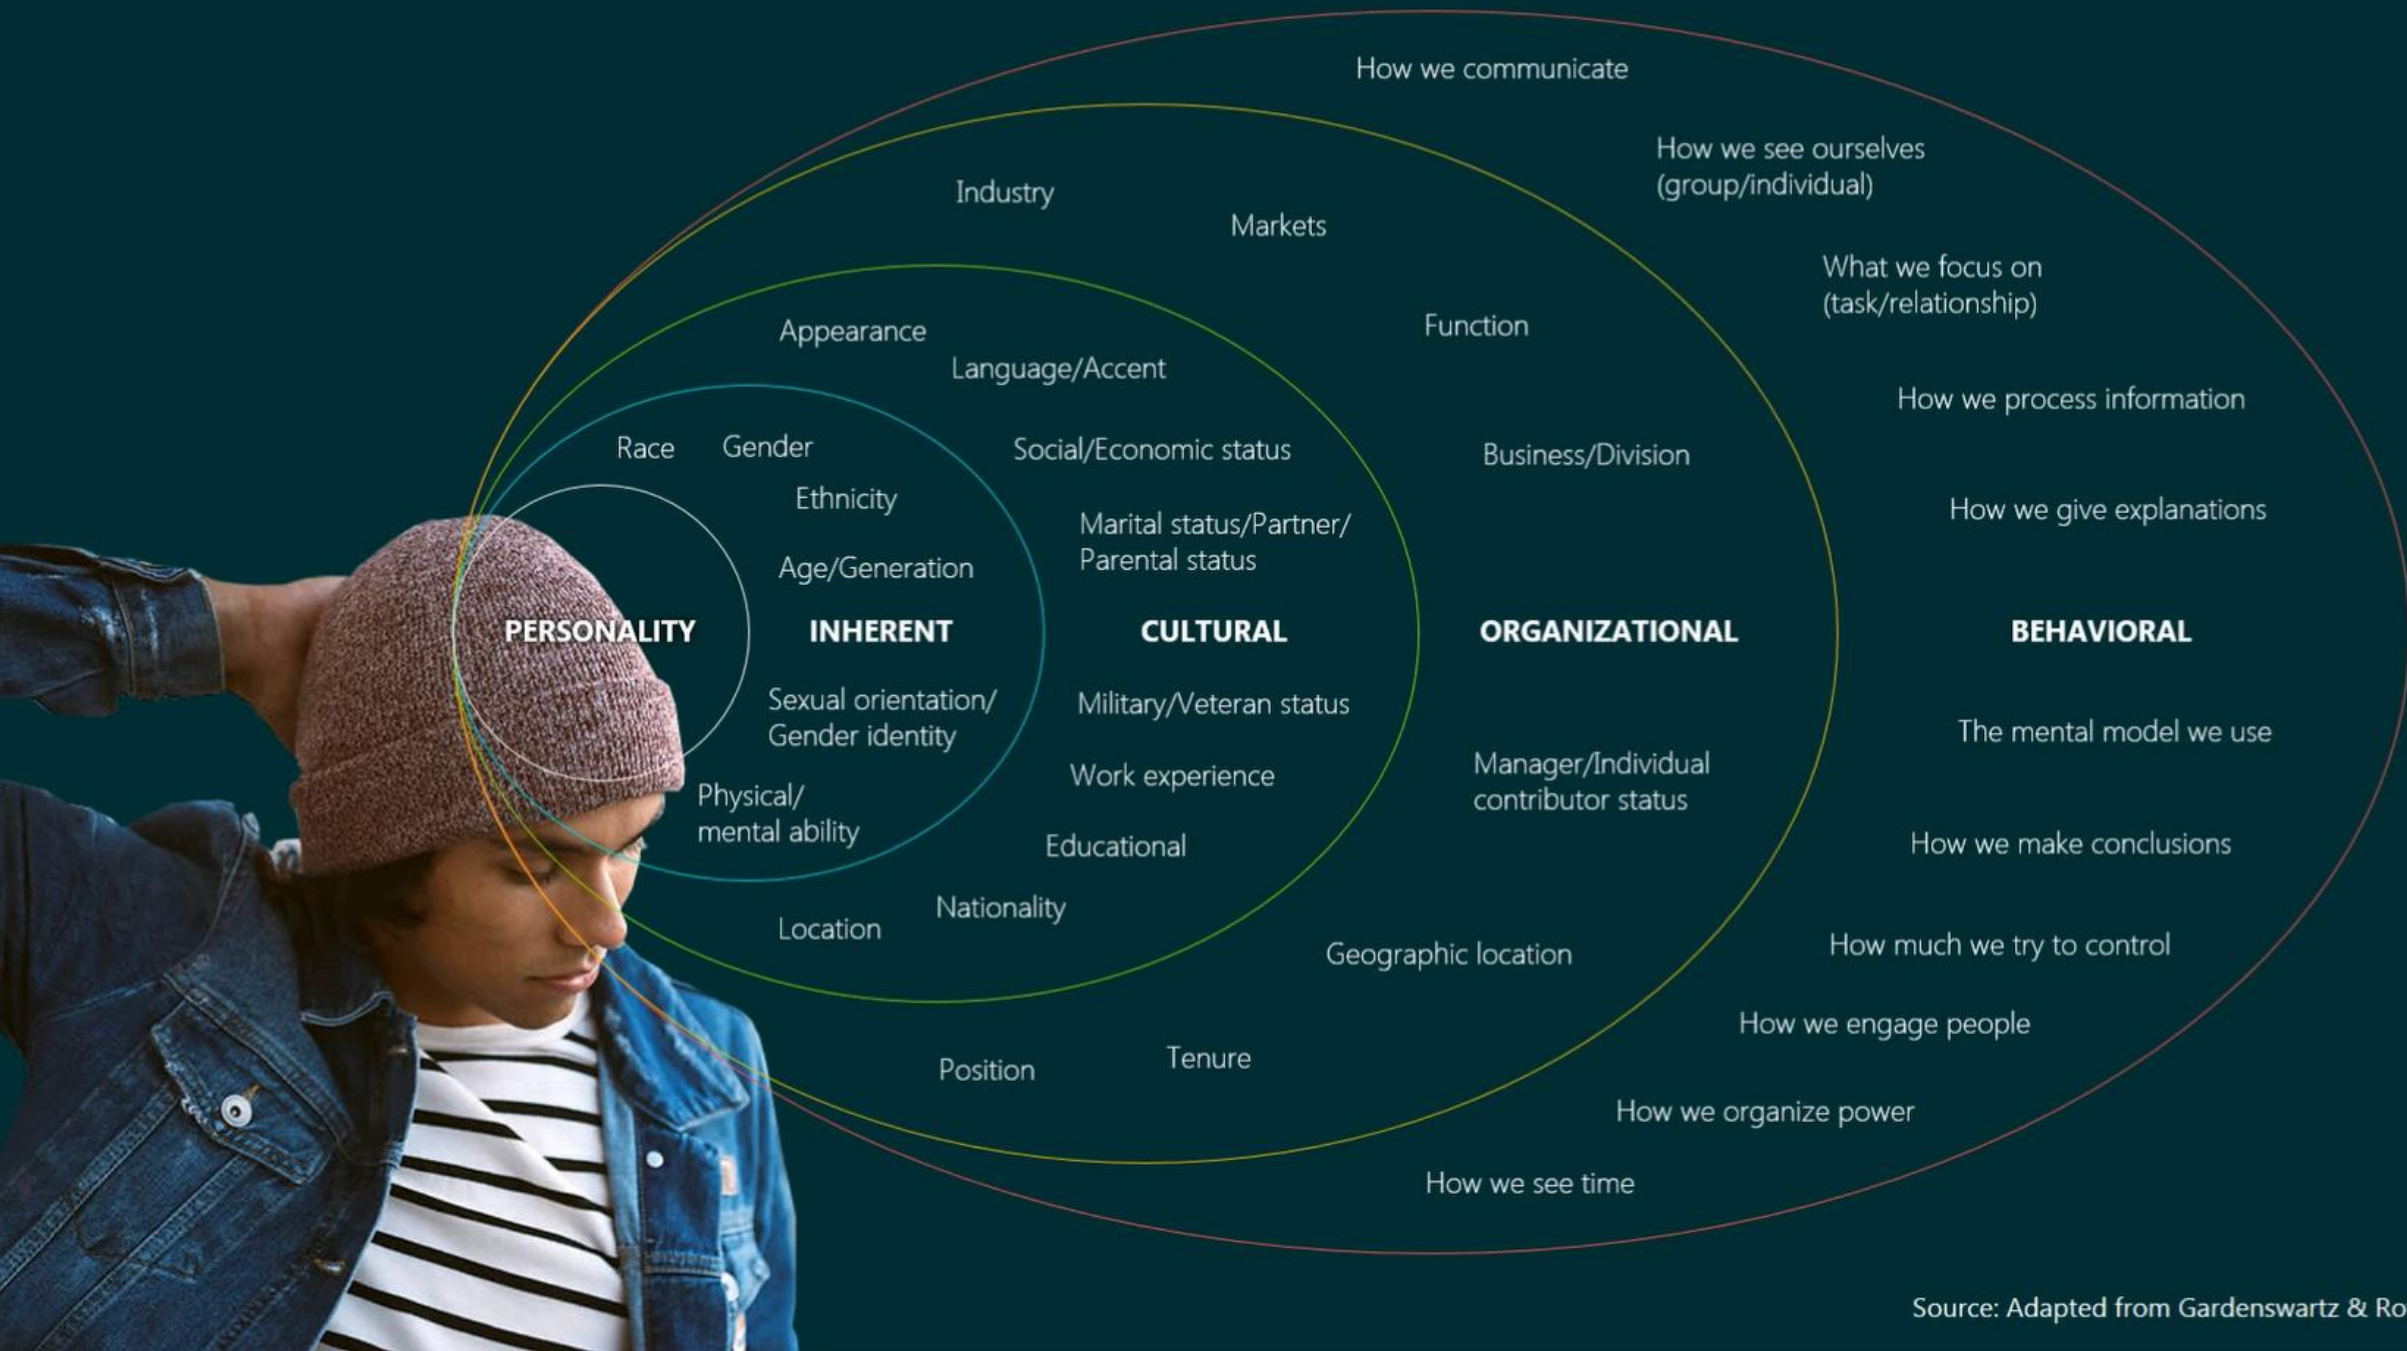 How we communicate
How we see ourselves
(group/individual)
Industry
Markets
What we focus on
(task/relationship)
Appearance
Function
Language/Accent
How we process information
Race
Gender
Social/Economic status
Business/Division
Ethnicity
How we give explanations
Marital status/Partner/
Parental status
Age/Generation
PERSONALITY
INHERENT
CULTURAL
ORGANIZATIONAL
BEHAVIORAL
Sexual orientation/
Gender identity
Military/Veteran status
The mental model we use
Work experience
Manager/Individual
contributor status
Physical/
mental ability
Educational
How we make conclusions
Nationality
Location
Geographic location
How much we try to control
How we engage people
Position
Tenure
How we organize power
How we see time
Source: Adapted from Gardenswartz & Ro